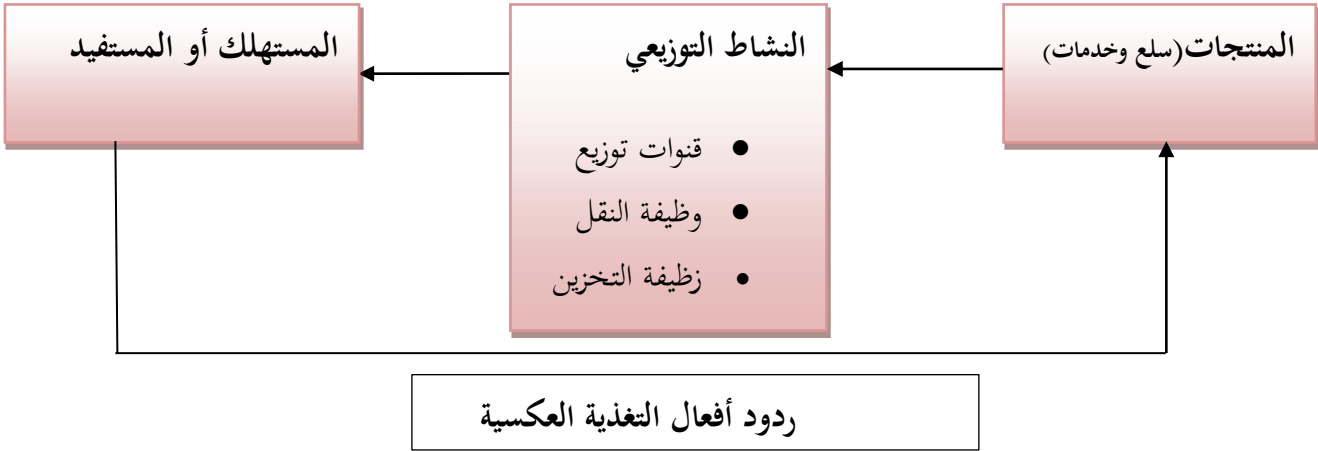 المنتجات(سلع وخدمات)
النشاط التوزيعي
• قنوات توزيع
• وظيفة النقل
• زظيفة التخزين
المستهلك أو المستفيد
ردود أفعال التغذية العكسية